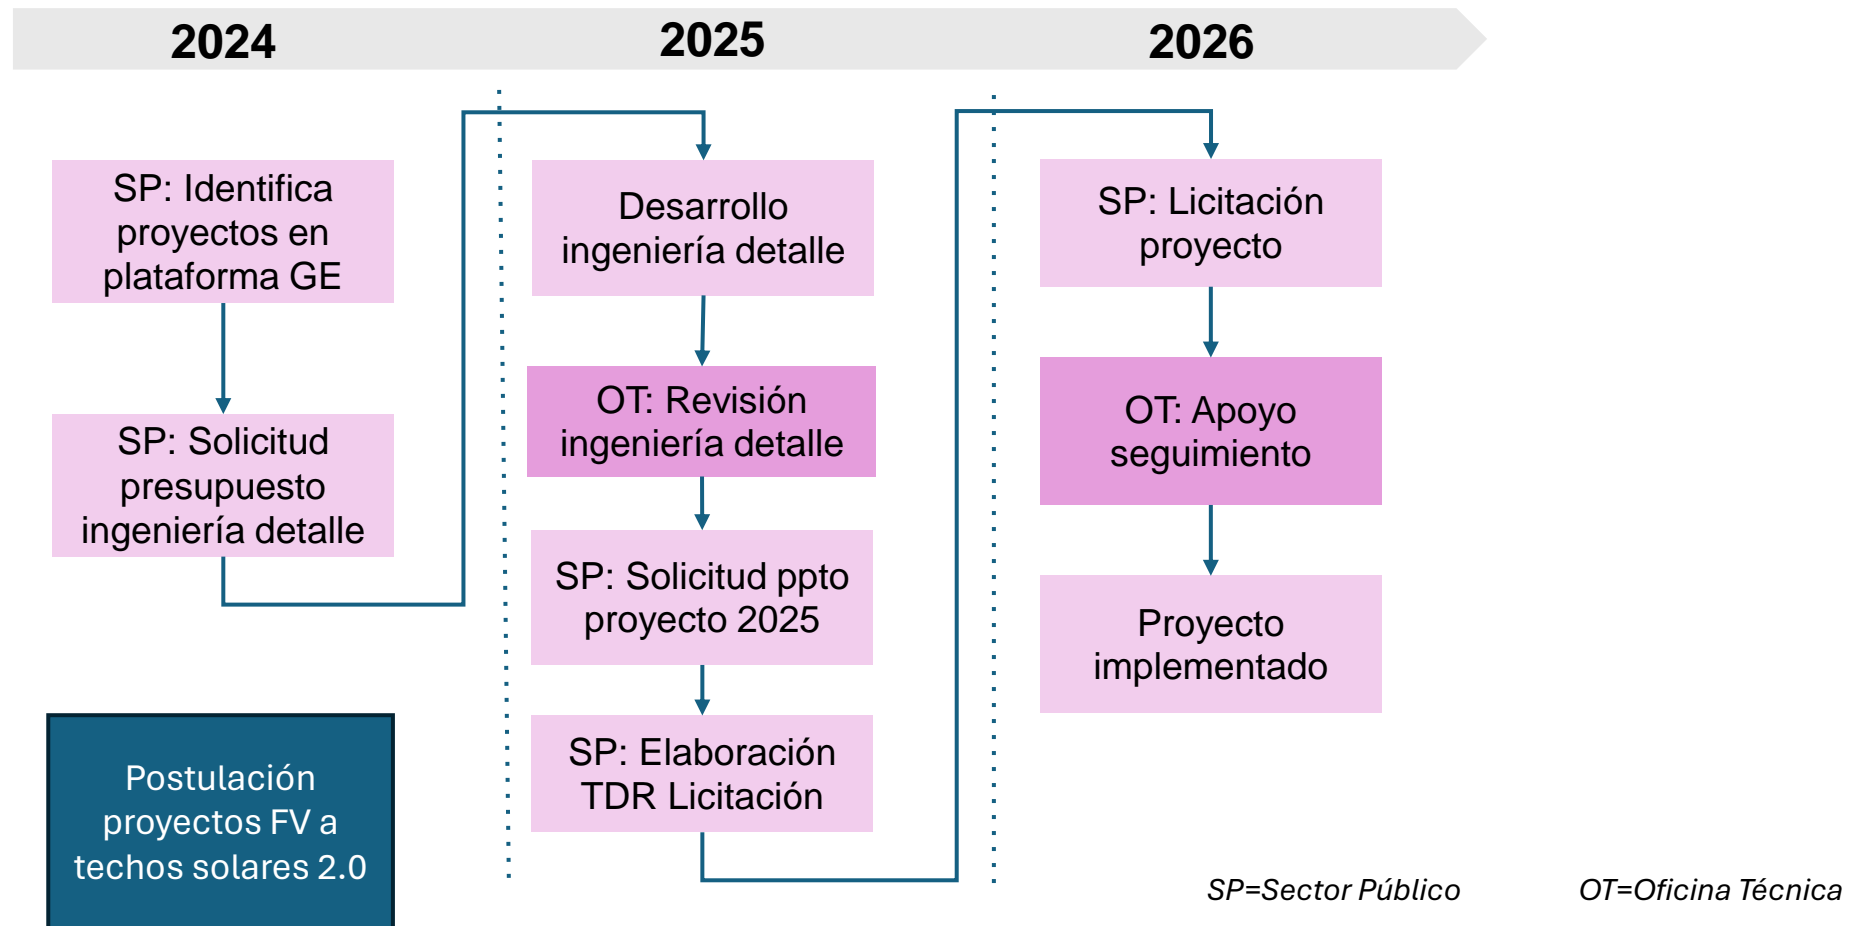 2024
2025
2026
SP: Identifica
proyectos en
plataforma GE
SP: Solicitud
presupuesto
ingeniería detalle
Postulación
proyectos FV a
techos solares 2.0
Desarrollo
ingeniería detalle
OT: Revisión
ingeniería detalle
SP: Solicitud ppto
proyecto 2025
SP: Elaboración
TDR Licitación
SP: Licitación
proyecto
OT: Apoyo
seguimiento
Proyecto
implementado
SP=Sector Público
OT=Oficina Técnica